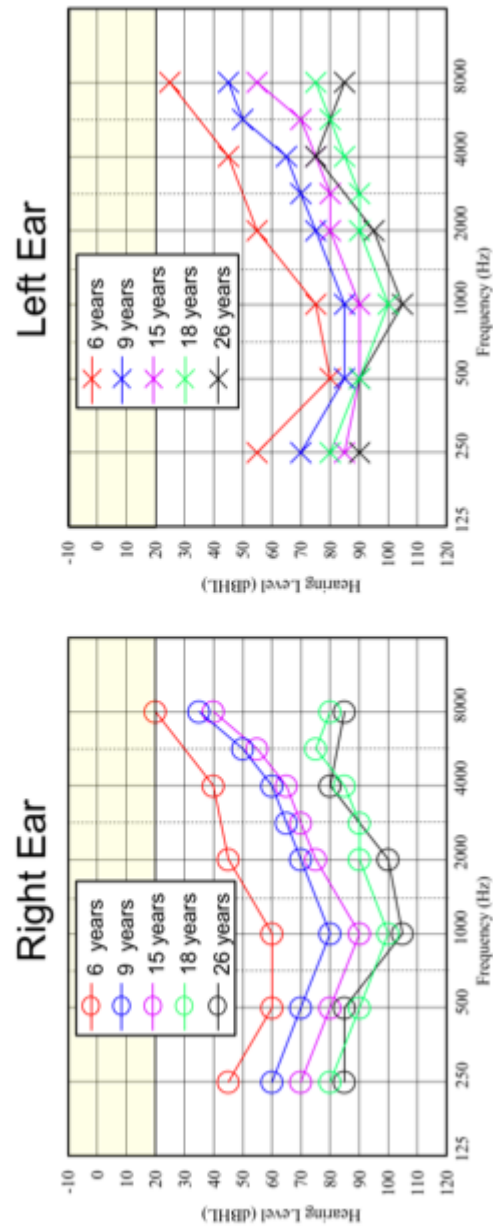 Right Ear
-10
0
10
20
30
40
50
60
70
80
90
100
110
120
Hearing Level (dBHL)
6 years
9 years
15 years
18 years
26 years
125
250
500
1000
2000
4000
8000
Frequency (Hz)
Left Ear
-10
0
10
20
30
40
50
60
70
80
90
100
110
120
Hearing Level (dBHL)
6 years
9 years
15 years
18 years
26 years
125
250
500
1000
2000
4000
8000
Frequency (Hz)